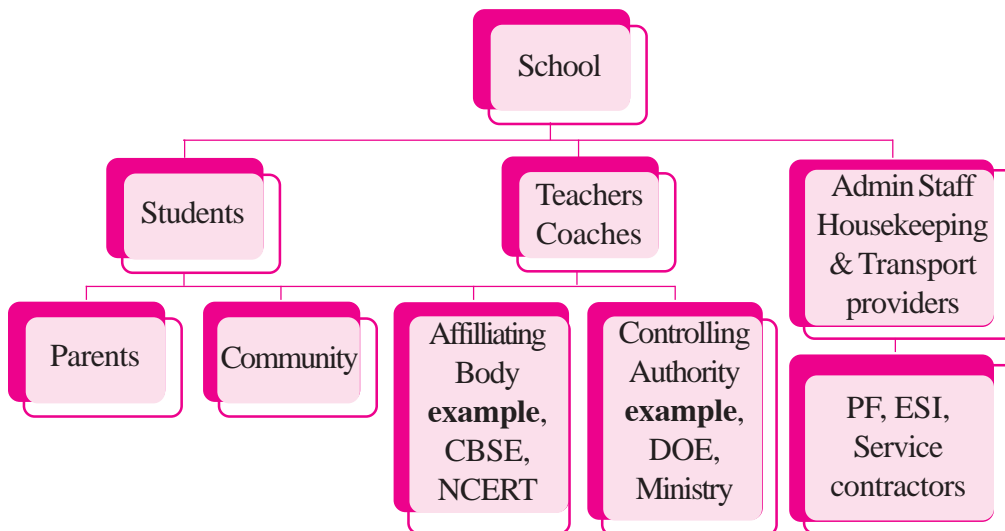 School
Students
Teachers
Coaches
Admin Staff
Housekeeping
& Transport
providers
Parents
Community
Affilliating
Body
example,
CBSE,
NCERT
Controlling
Authority
example,
DOE,
Ministry
PF, ESI,
Service
contractors